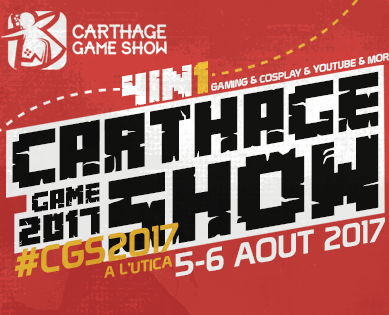 CARTHAGE
GAME SHOW
4IN1
GAMING & COSPLAY & YOUTUBE & MOR
CARTHAGE
GAME
2017
SHOW
#CGS2017
A L'UTICA
5-6 AOUT 2017